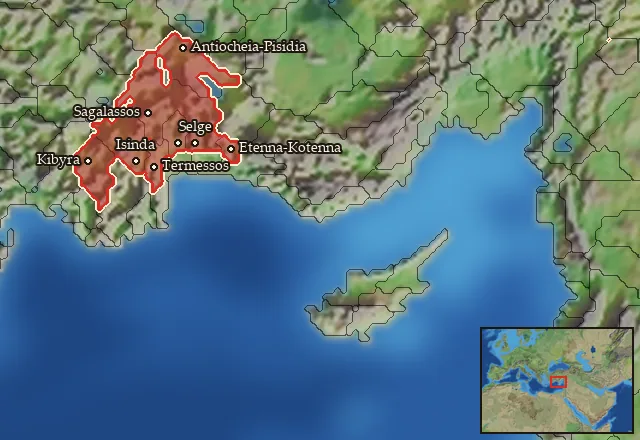 Antiocheia-Pisidia
Sagalassos
Selge
Isinda
Etenna-Kotenna
Kibyra
Termessos